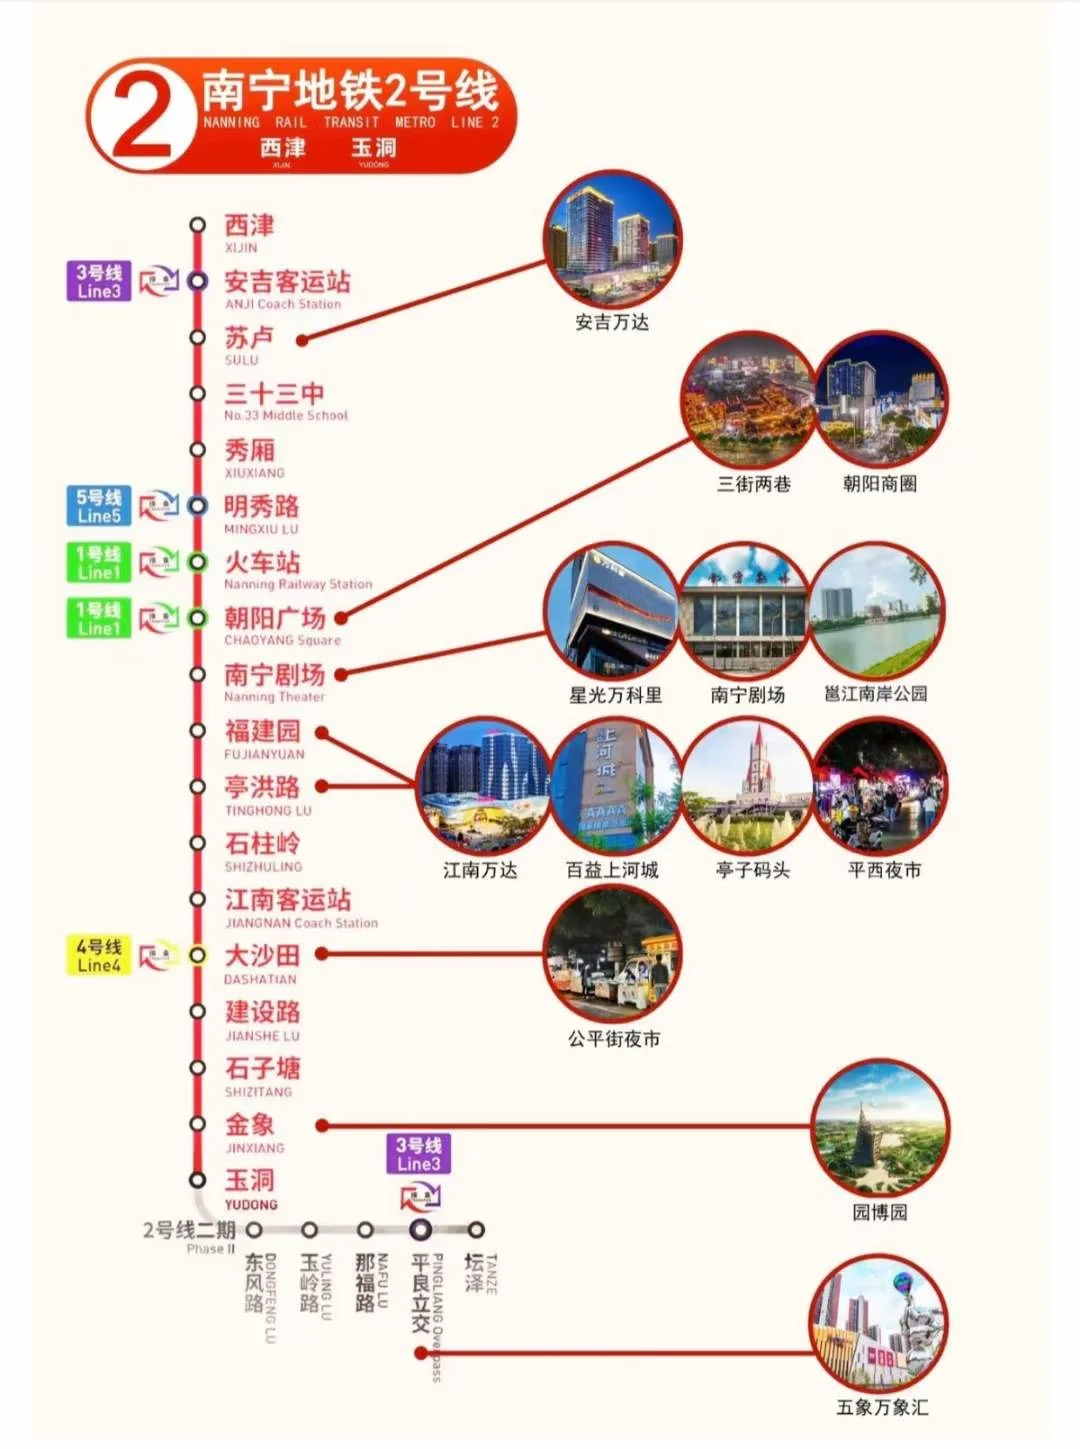 2
南宁地铁2号线
NANNING RAIL TRANSIT METRO LINE 2
西津 玉洞
XIJIN YUDONG
西津
XIJIN
3号线
Line3
安吉客运站
ANJI Coach Station
苏卢
SULU
安吉万达
三十三中
No.33 Middle School
秀厢
XIUXIANG
三街两巷
朝阳商圈
5号线
Line5
明秀路
MINGXIU LU
1号线
Line1
火车站
Nanning Railway Station
1号线
Line1
朝阳广场
CHAOYANG Square
南宁剧场
Nanning Theater
星光万科里
南宁剧场
邕江南岸公园
福建园
FUJIANYUAN
亭洪路
TINGHONG LU
上河城
AAAA
江南万达
百益上河城
亭子码头
平西夜市
石柱岭
SHIZHULING
江南客运站
JIANGNAN Coach Station
4号线
Line4
大沙田
DASHATIAN
公平街夜市
建设路
JIANSHE LU
石子塘
SHIZITANG
金象
JINXIANG
园博园
玉洞
YUDONG
3号线
Line3
2号线二期
Phase II
东风路
DONGFENG LU
玉岭路
YULING LU
那福路
NAFU LU
平良立交
PINGLIANG Overpass
坛泽
TANZE
五象万象汇